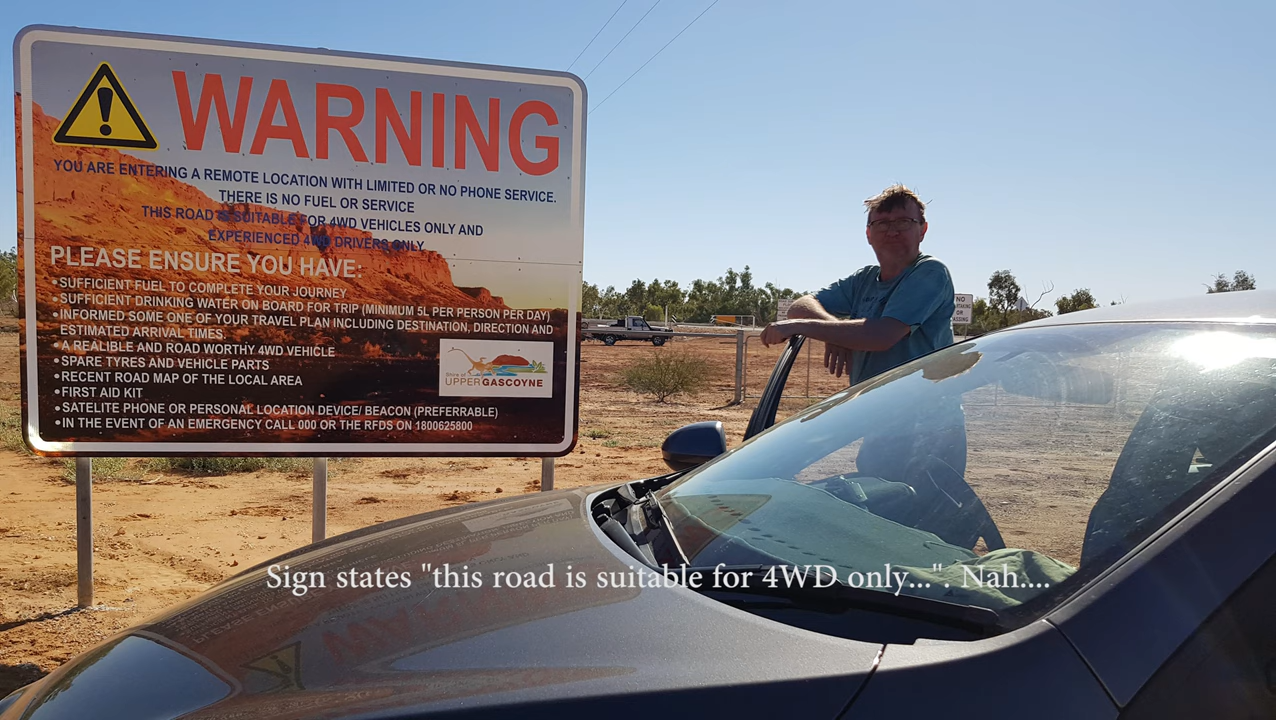 WARNING
YOU ARE ENTERING A REMOTE LOCATION WITH LIMITED OR NO PHONE SERVICE.
THERE IS NO FUEL OR SERVICE
THIS ROAD IS SUITABLE FOR 4WD VEHICLES ONLY AND
EXPERIENCED 4WD DRIVERS ONLY
PLEASE ENSURE YOU HAVE:
•SUFFICIENT FUEL TO COMPLETE YOUR JOURNEY
•SUFFICIENT DRINKING WATER ON BOARD FOR TRIP (MINIMUM 5L PER PERSON PER DAY)
•INFORMED SOME ONE OF YOUR TRAVEL PLAN INCLUDING DESTINATION, DIRECTION AND
ESTIMATED ARRIVAL TIMES.
•A REALIBLE AND ROAD WORTHY 4WD VEHICLE
•SPARE TYRES AND VEHICLE PARTS
•RECENT ROAD MAP OF THE LOCAL AREA
•FIRST AID KIT
•SATELITE PHONE OR PERSONAL LOCATION DEVICE/ BEACON (PREFERRABLE)
•IN THE EVENT OF AN EMERGENCY CALL 000 OR THE RFDS ON 1800625800
Shire of
UPPERGASCOYNE
NO
OR
Sign states "this road is suitable for 4WD only...". Nah....